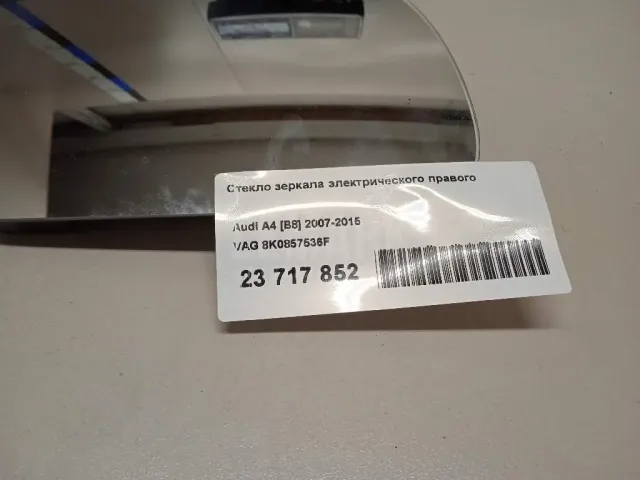 Стекло зеркала электрического правого
Audi A4 [B8] 2007-2015
VAG 8K0857536F
23 717 852